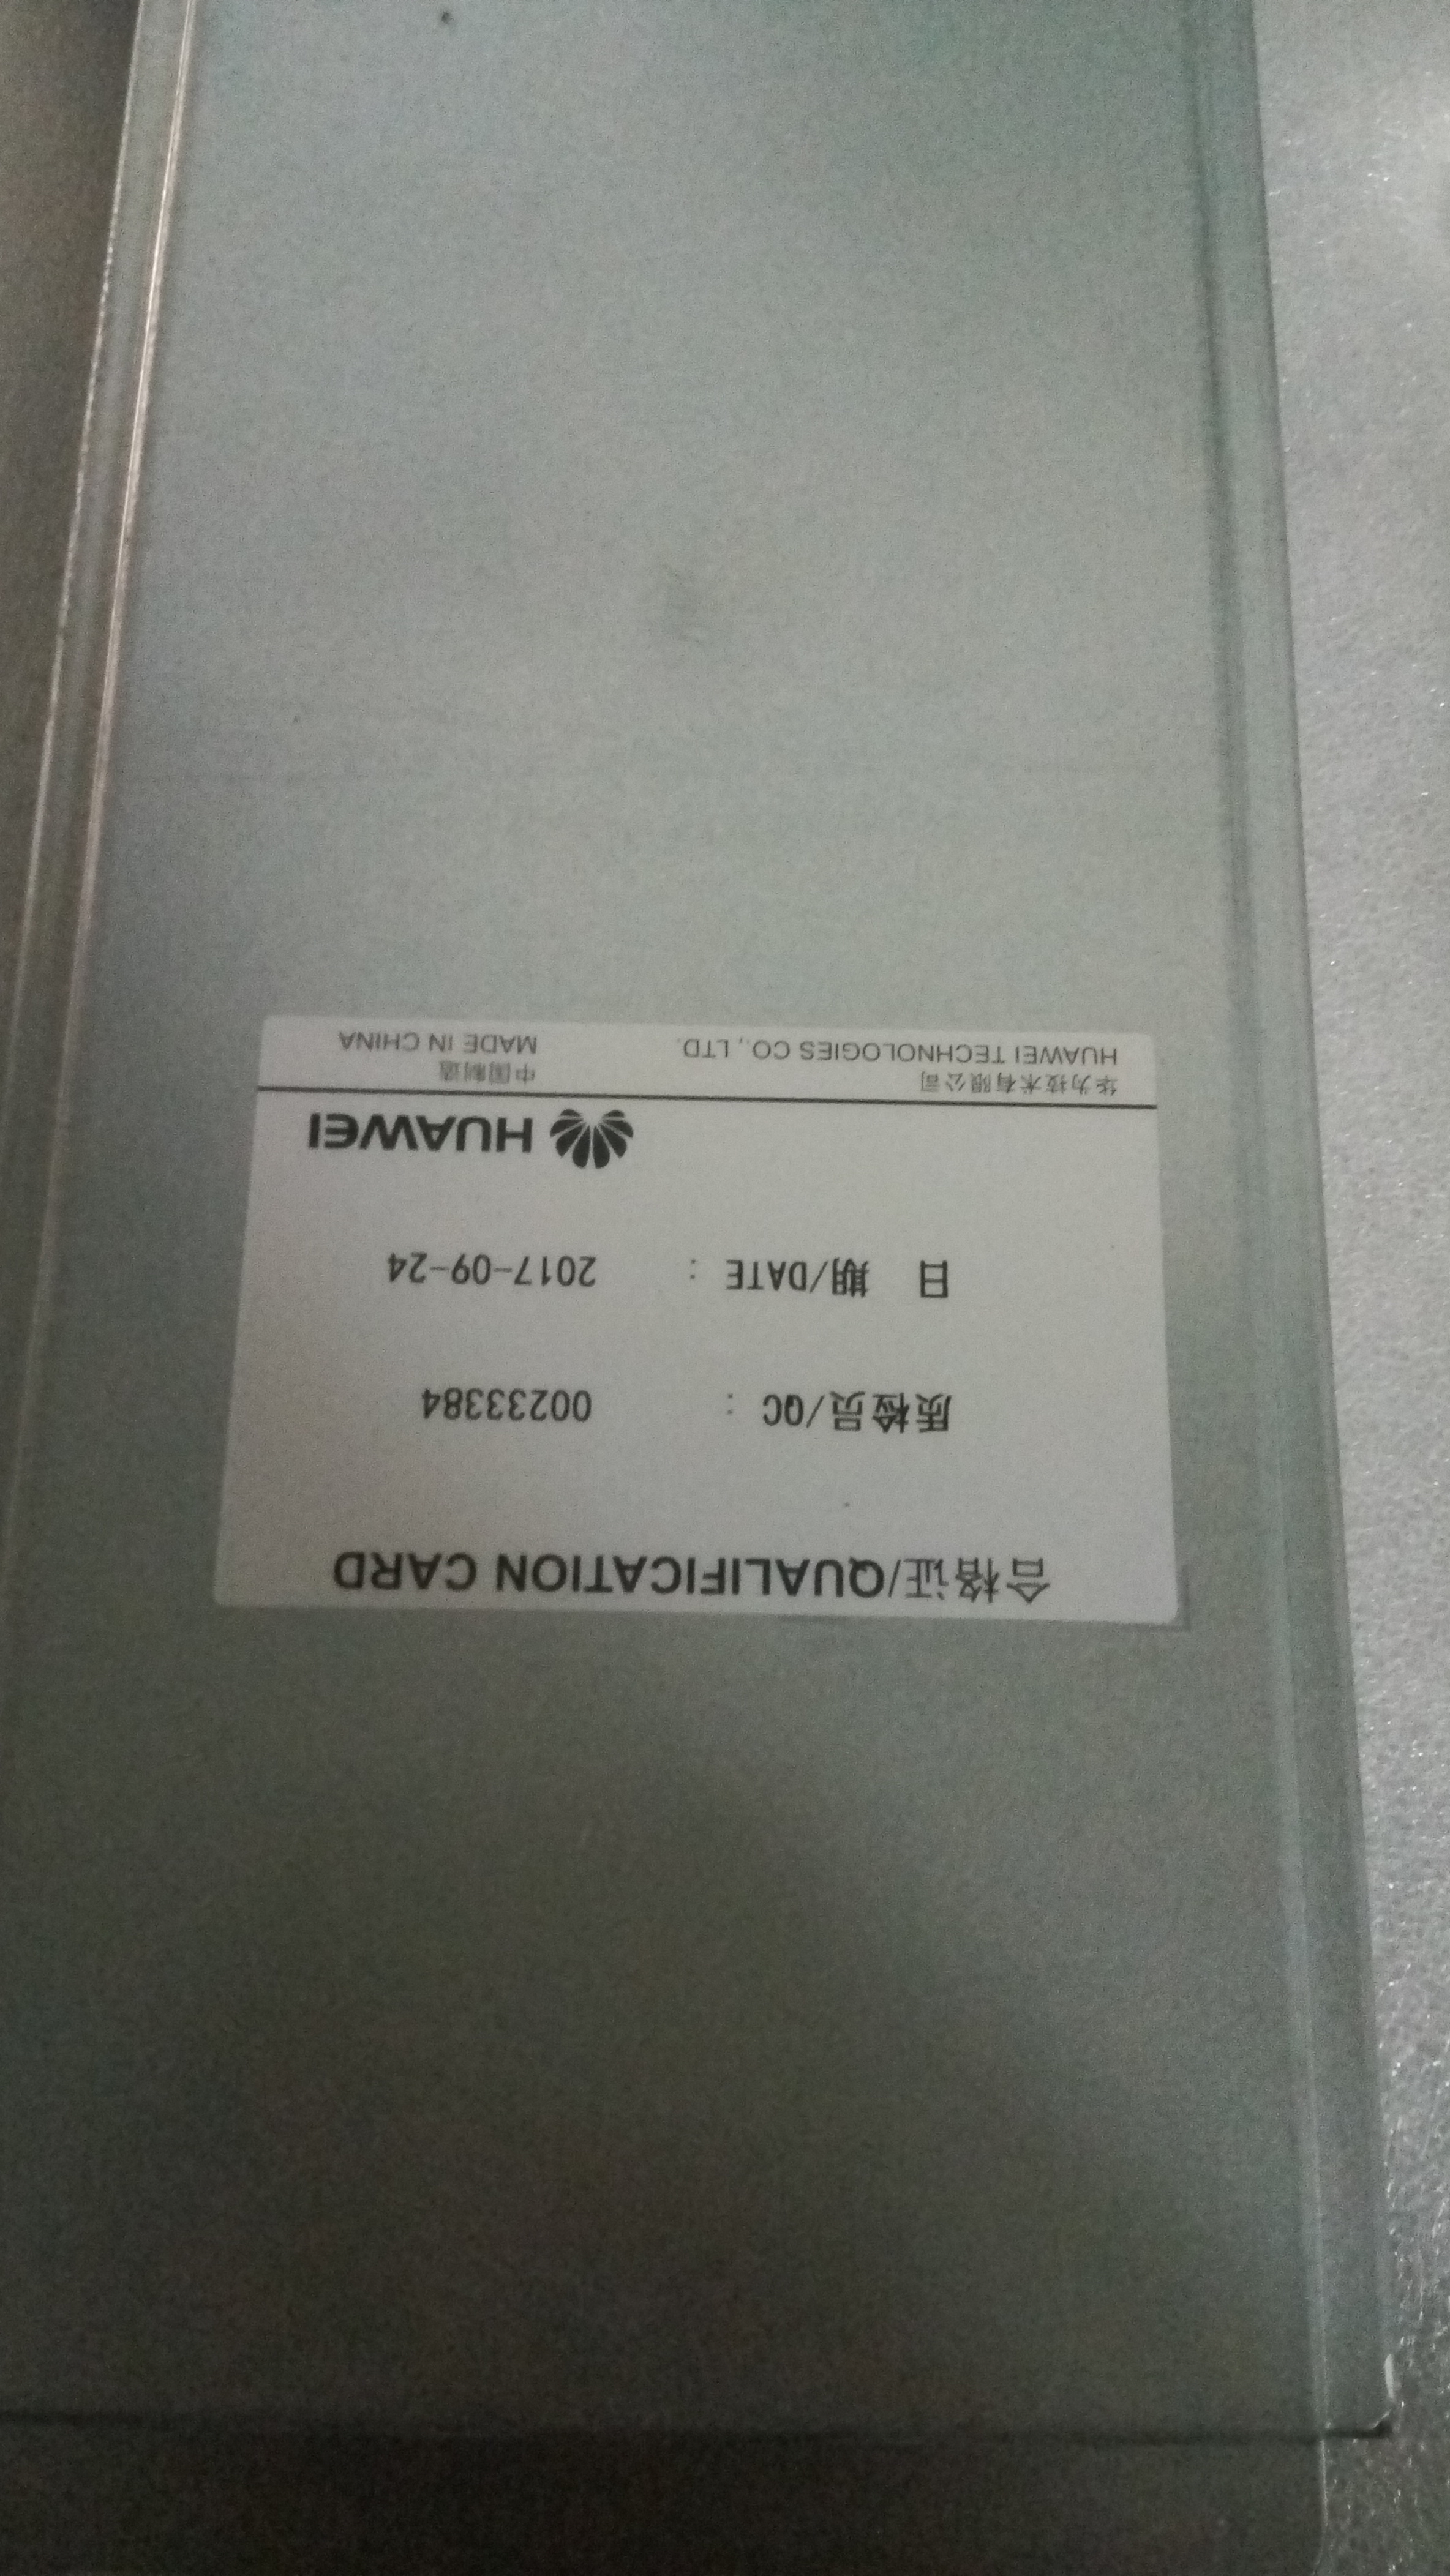 合格证/QUALIFICATION CARD
质检员/QC : 00233384
日 期/DATE : 2017-09-24
HUAWEI
华为技术有限公司 中国制造
HUAWEI TECHNOLOGIES CO., LTD. MADE IN CHINA